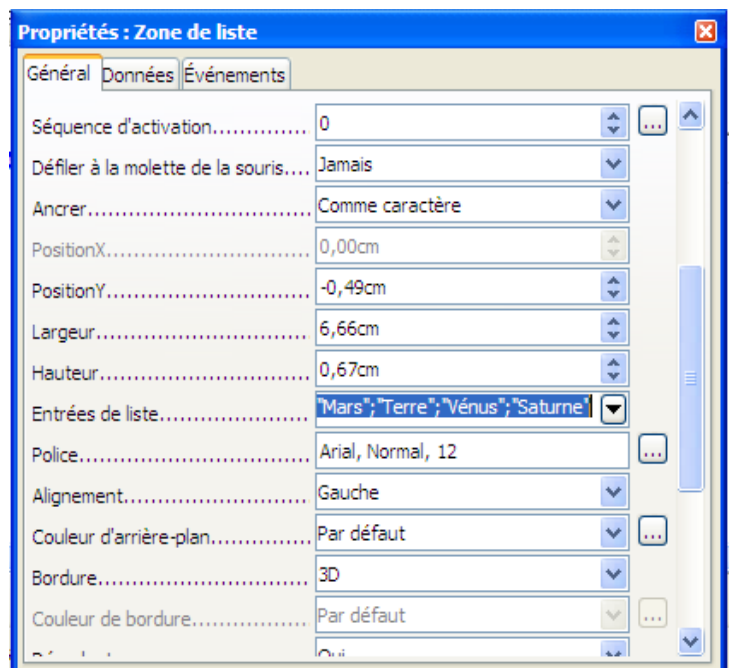 Propriétés : Zone de liste
Général Données Événements
Séquence d'activation............... 0 ...
Défiler à la molette de la souris.... Jamais
Ancrer................................. Comme caractère
PositionX.............................. 0,00cm
PositionY.............................. -0,49cm
Largeur................................ 6,66cm
Hauteur............................... 0,67cm
Entrées de liste...................... "Mars";"Terre";"Vénus";"Saturne"
Police.................................. Arial, Normal, 12 ...
Alignement............................ Gauche
Couleur d'arrière-plan............... Par défaut ...
Bordure............................... 3D
Couleur de bordure................. Par défaut ...
Oui